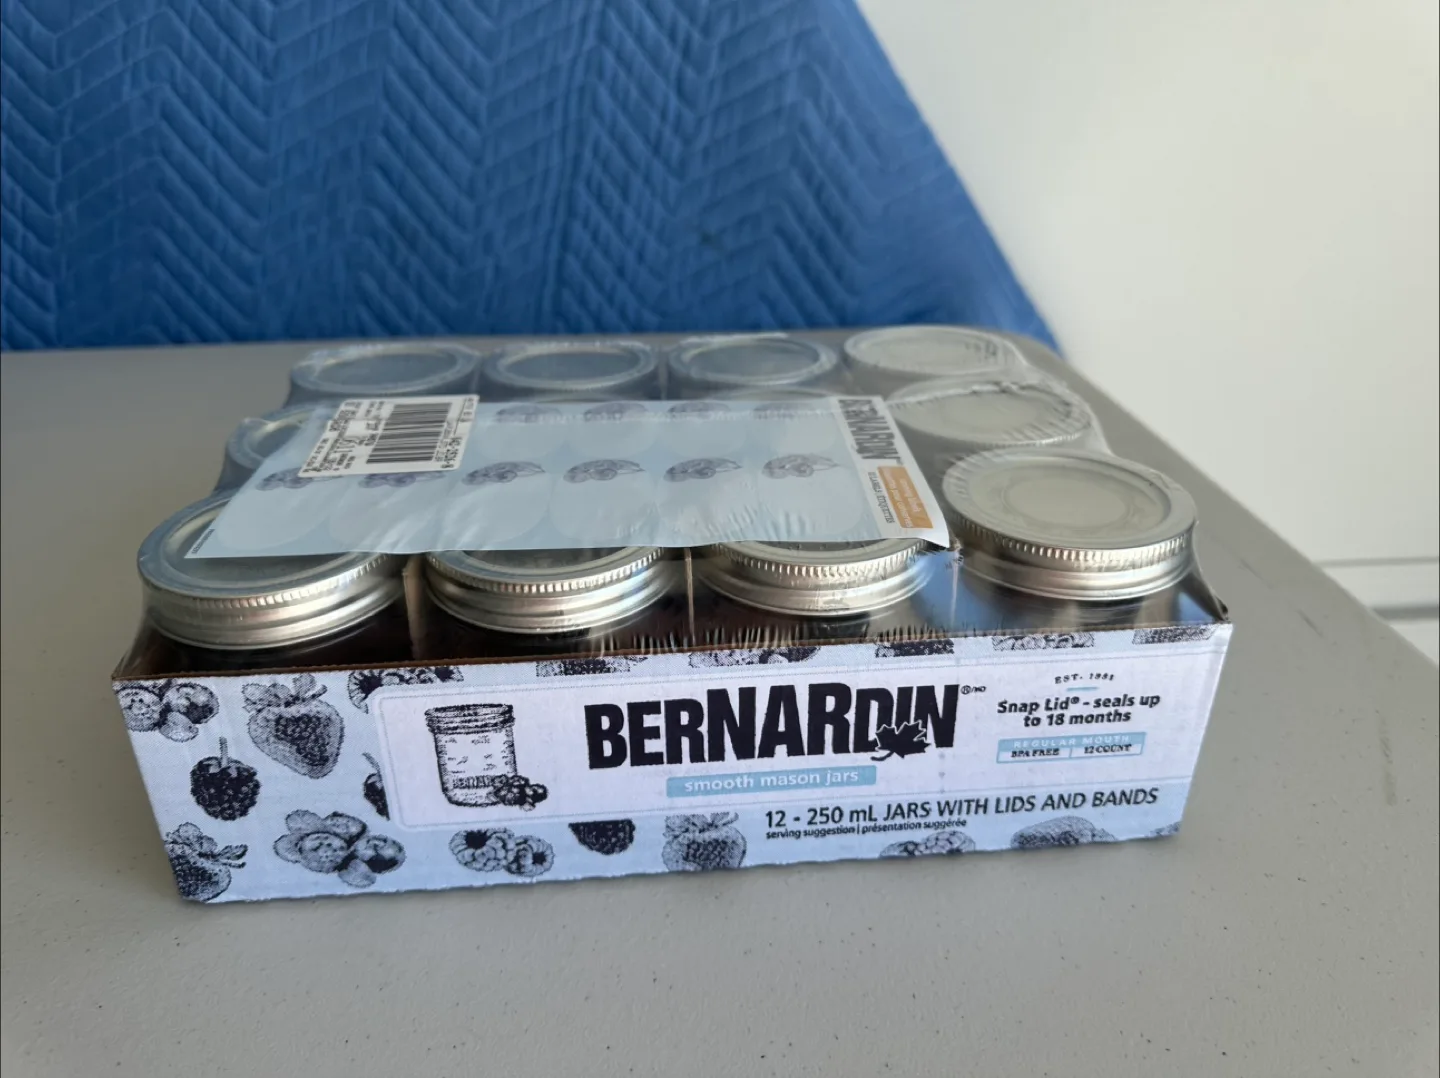 BERNARDIN
BERNARDIN®/MD
smooth mason jars
EST. 1881
Snap Lid® - seals up
to 18 months
REGULAR MOUTH
BPA FREE | 12 COUNT
12 - 250 mL JARS WITH LIDS AND BANDS
serving suggestion | présentation suggérée